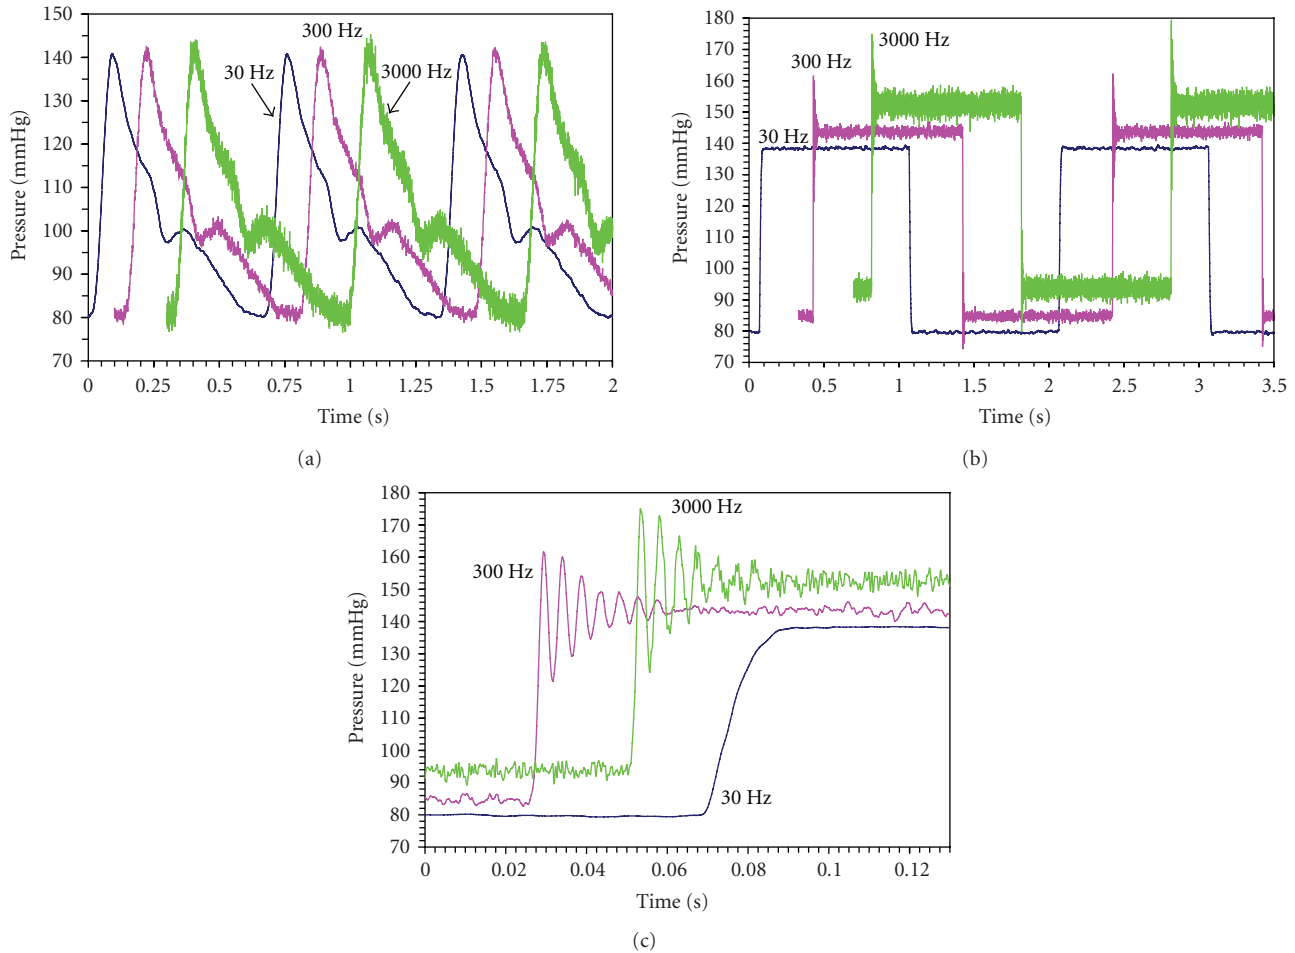 150
140
130
120
110
100
90
80
70
Pressure (mmHg)
300 Hz
30 Hz
3000 Hz
0 0.25 0.5 0.75 1 1.25 1.5 1.75 2
Time (s)
(a)
180
170
160
150
140
130
120
110
100
90
80
70
Pressure (mmHg)
3000 Hz
300 Hz
30 Hz
0 0.5 1 1.5 2 2.5 3 3.5
Time (s)
(b)
180
170
160
150
140
130
120
110
100
90
80
70
Pressure (mmHg)
3000 Hz
300 Hz
30 Hz
0 0.02 0.04 0.06 0.08 0.1 0.12
Time (s)
(c)